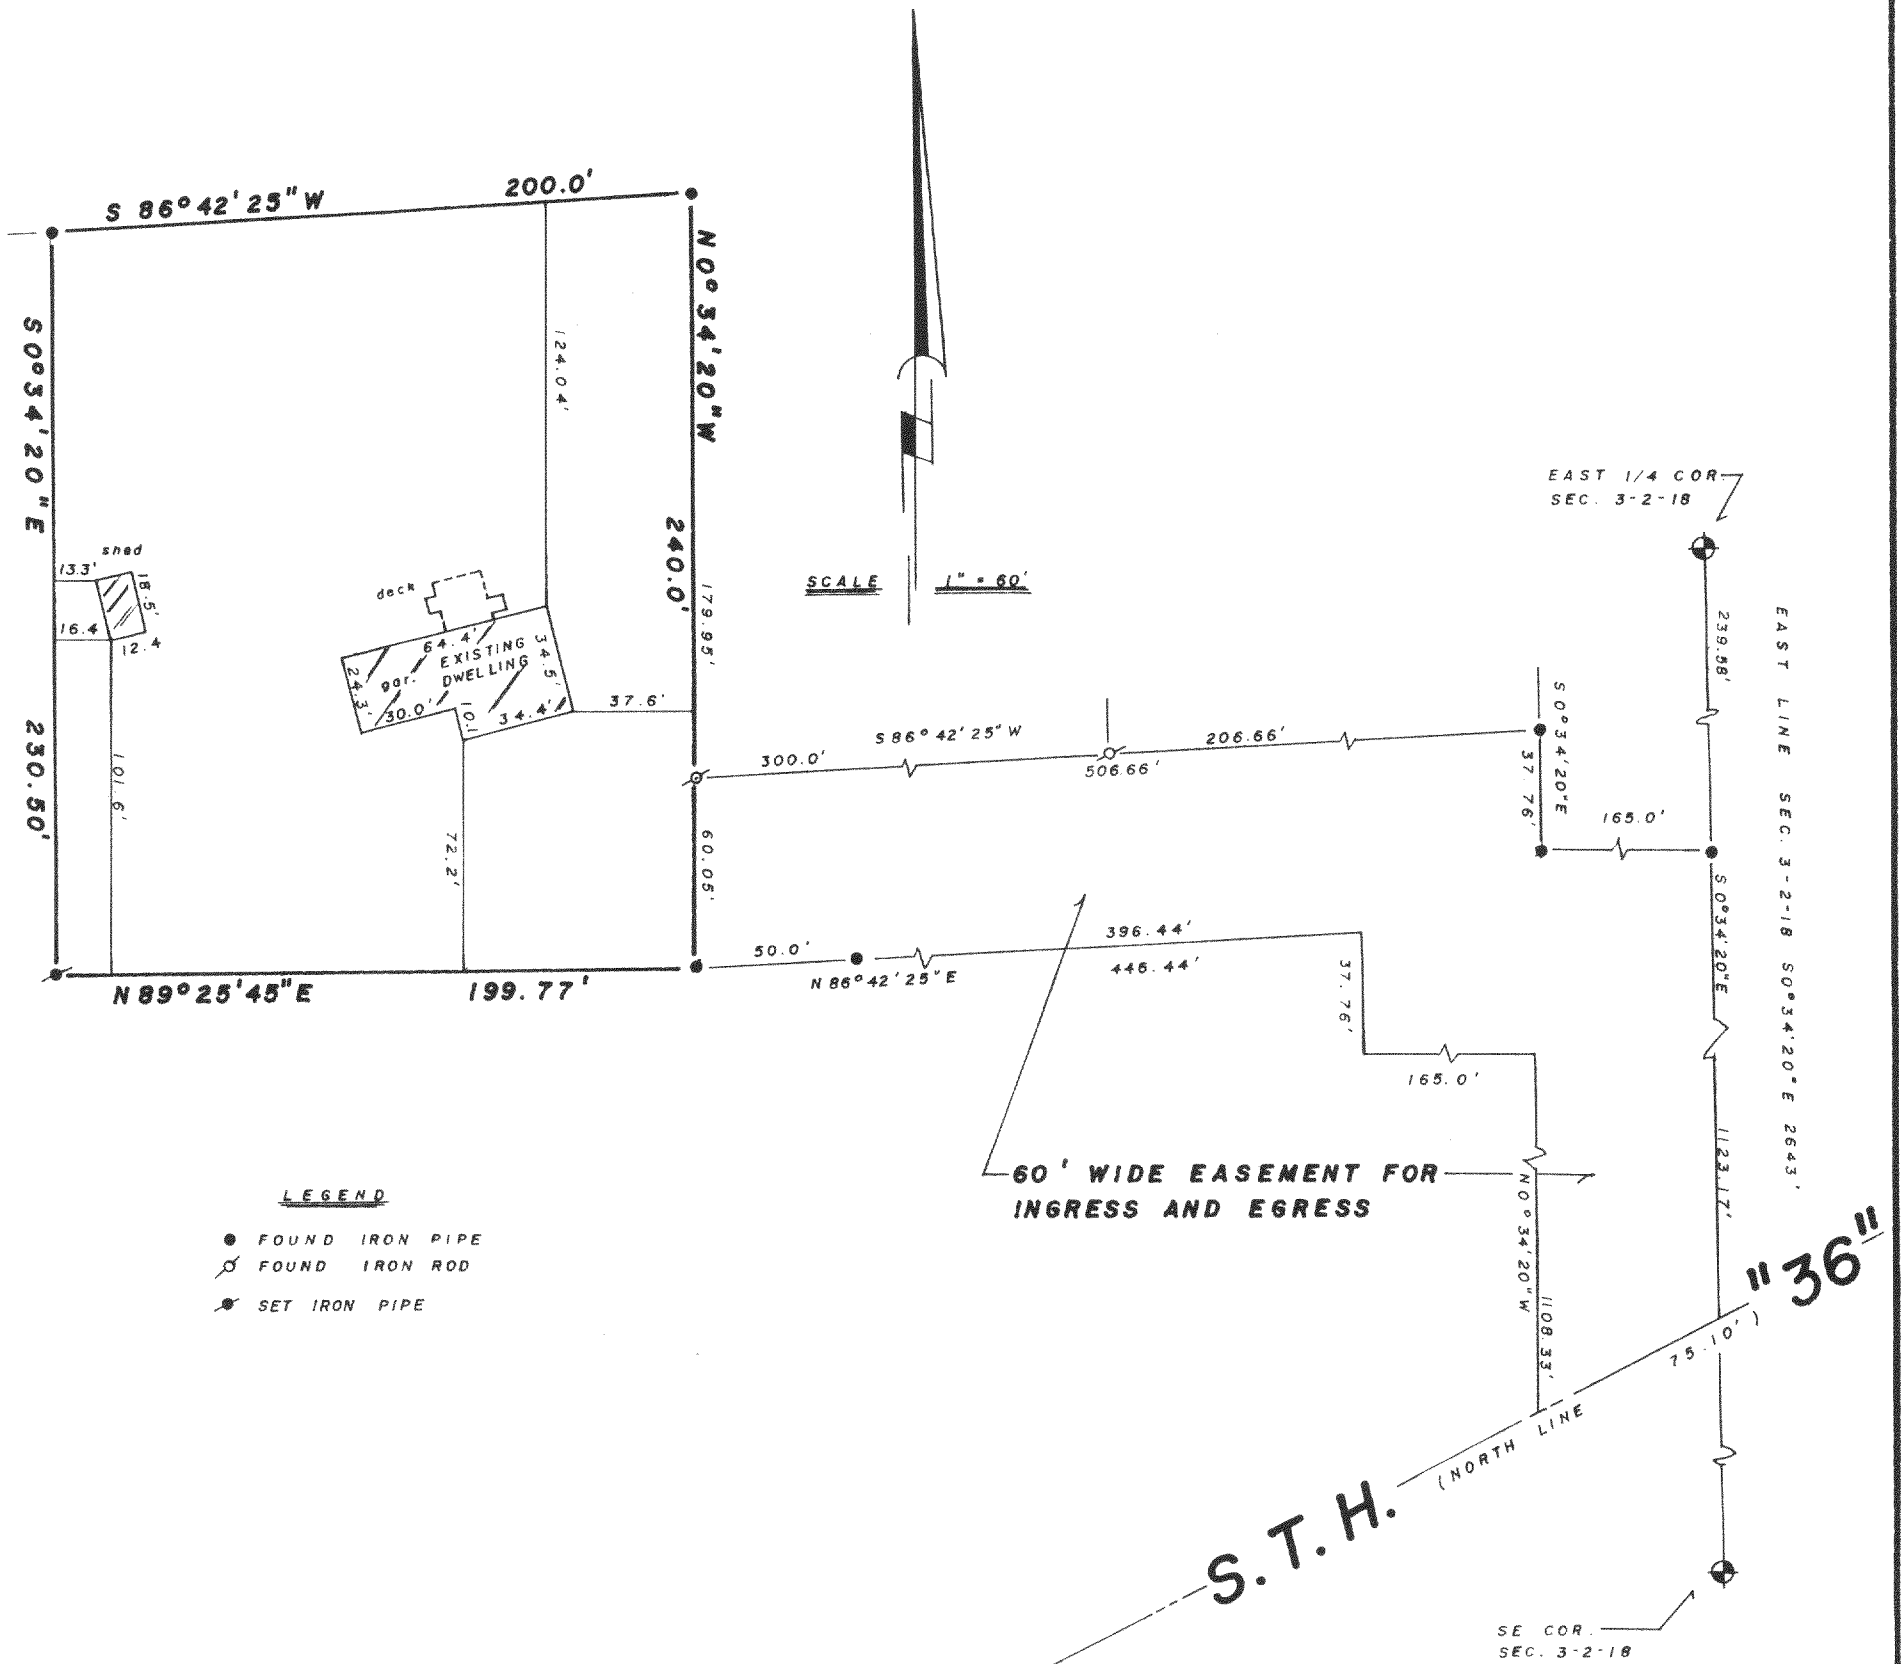 S 86° 42' 25" W
200.0'
N 0° 34' 20" W
S 0° 34' 20" E
124.04'
240.0'
179.95'
EAST 1/4 COR.
SEC. 3-2-18
shed
13.3'
18.5'
16.4
12.4
deck
SCALE 1" = 60'
64.4'
EXISTING
DWELLING
34.5'
24.3'
gar.
30.0'
10.1
34.4'
37.6'
239.58'
EAST LINE SEC. 3-2-18 S0°34'20"E 2643'
230.50'
101.6'
72.2'
60.05'
300.0'
S 86° 42' 25" W
206.66'
506.66'
S 0°34'20"E
37.76'
165.0'
S 0°34'20"E
50.0'
396.44'
N 86°42'25"E
446.44'
37.76'
165.0'
N 89°25'45"E
199.77'
60' WIDE EASEMENT FOR
INGRESS AND EGRESS
N 0°34'20"W
1108.33'
1123.17'
LEGEND
FOUND IRON PIPE
FOUND IRON ROD
SET IRON PIPE
S.T.H. "36"
(NORTH LINE
75.10')
SE COR.
SEC. 3-2-18